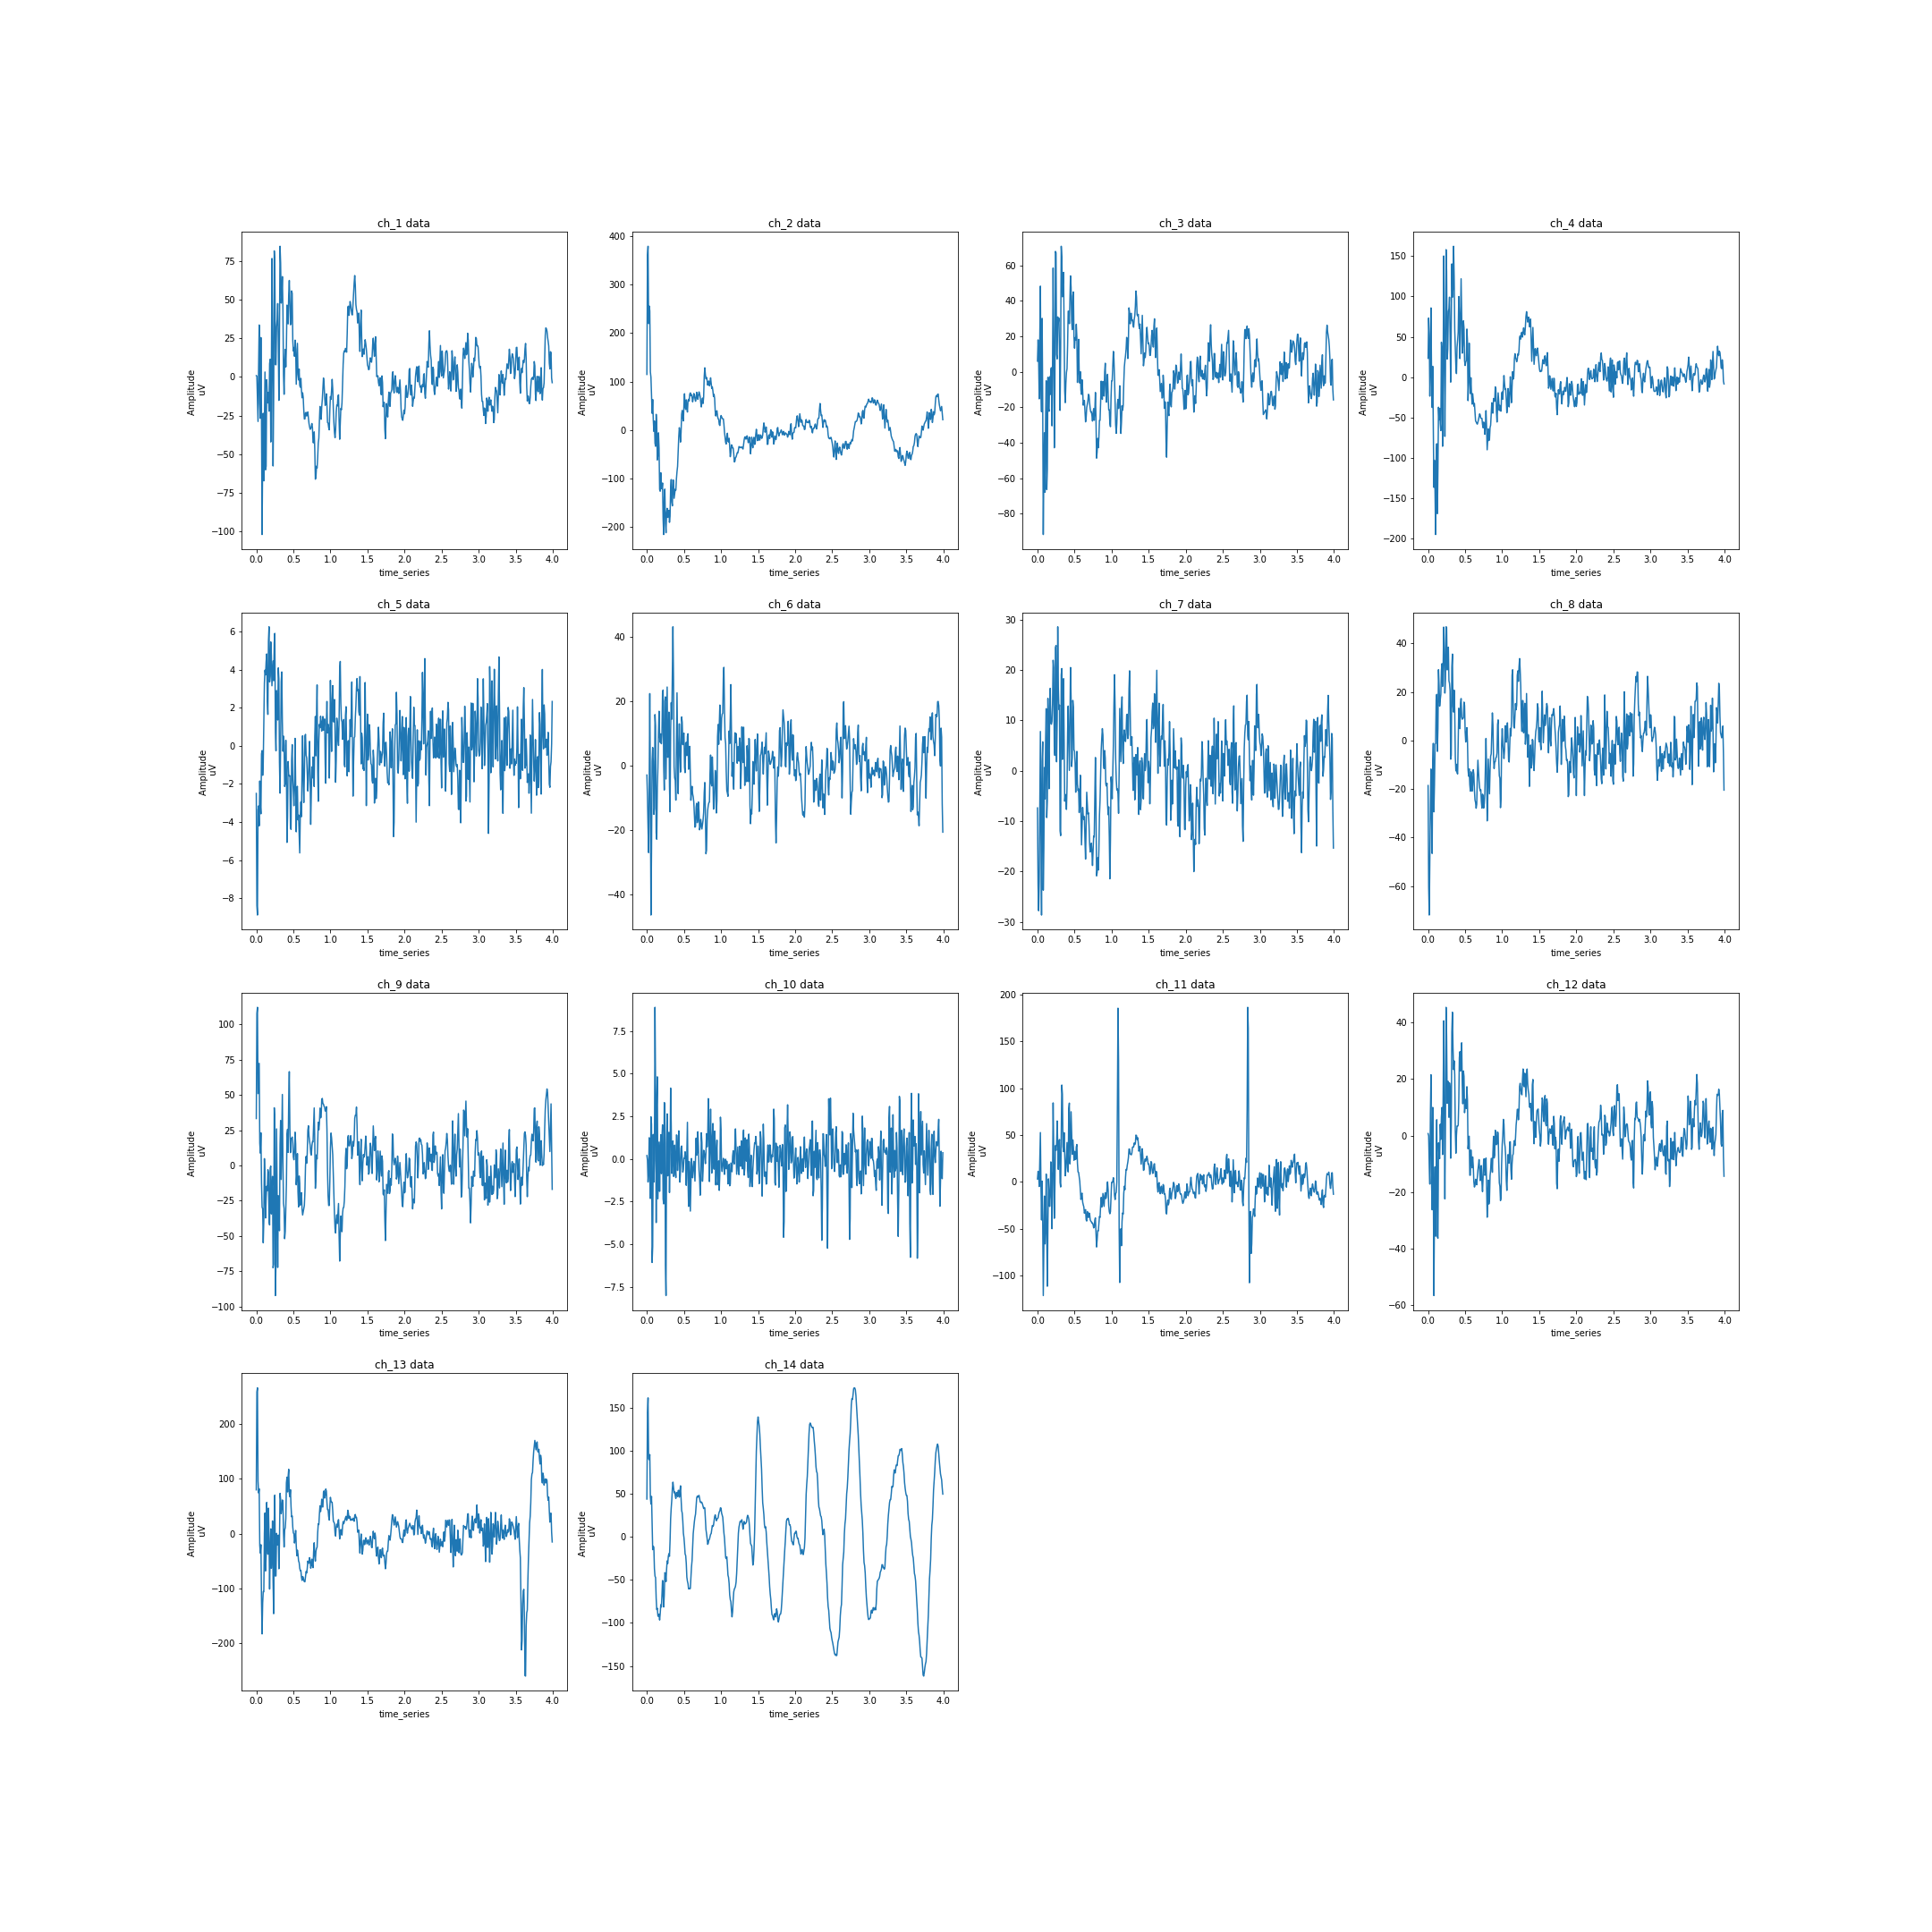 ch_1 data
75
50
25
0
−25
−50
−75
−100
Amplitude
uV
0.0 0.5 1.0 1.5 2.0 2.5 3.0 3.5 4.0
time_series
ch_2 data
400
300
200
100
0
−100
−200
Amplitude
uV
0.0 0.5 1.0 1.5 2.0 2.5 3.0 3.5 4.0
time_series
ch_3 data
60
40
20
0
−20
−40
−60
−80
Amplitude
uV
0.0 0.5 1.0 1.5 2.0 2.5 3.0 3.5 4.0
time_series
ch_4 data
150
100
50
0
−50
−100
−150
−200
Amplitude
uV
0.0 0.5 1.0 1.5 2.0 2.5 3.0 3.5 4.0
time_series
ch_5 data
6
4
2
0
−2
−4
−6
−8
Amplitude
uV
0.0 0.5 1.0 1.5 2.0 2.5 3.0 3.5 4.0
time_series
ch_6 data
40
20
0
−20
−40
Amplitude
uV
0.0 0.5 1.0 1.5 2.0 2.5 3.0 3.5 4.0
time_series
ch_7 data
30
20
10
0
−10
−20
−30
Amplitude
uV
0.0 0.5 1.0 1.5 2.0 2.5 3.0 3.5 4.0
time_series
ch_8 data
40
20
0
−20
−40
−60
Amplitude
uV
0.0 0.5 1.0 1.5 2.0 2.5 3.0 3.5 4.0
time_series
ch_9 data
100
75
50
25
0
−25
−50
−75
−100
Amplitude
uV
0.0 0.5 1.0 1.5 2.0 2.5 3.0 3.5 4.0
time_series
ch_10 data
7.5
5.0
2.5
0.0
−2.5
−5.0
−7.5
Amplitude
uV
0.0 0.5 1.0 1.5 2.0 2.5 3.0 3.5 4.0
time_series
ch_11 data
200
150
100
50
0
−50
−100
Amplitude
uV
0.0 0.5 1.0 1.5 2.0 2.5 3.0 3.5 4.0
time_series
ch_12 data
40
20
0
−20
−40
−60
Amplitude
uV
0.0 0.5 1.0 1.5 2.0 2.5 3.0 3.5 4.0
time_series
ch_13 data
200
100
0
−100
−200
Amplitude
uV
0.0 0.5 1.0 1.5 2.0 2.5 3.0 3.5 4.0
time_series
ch_14 data
150
100
50
0
−50
−100
−150
Amplitude
uV
0.0 0.5 1.0 1.5 2.0 2.5 3.0 3.5 4.0
time_series